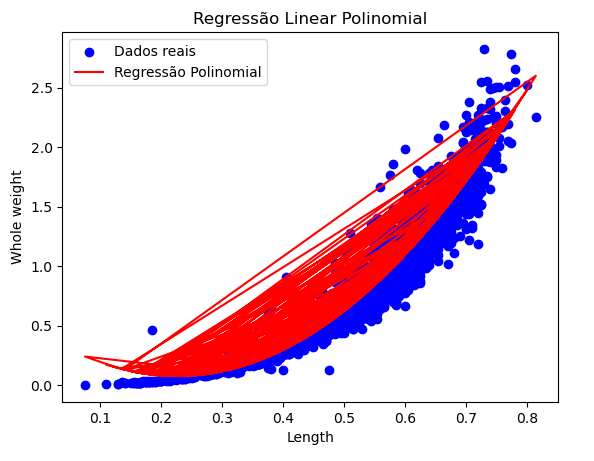 Regressão Linear Polinomial
Dados reais
Regressão Polinomial
Whole weight
2.5
2.0
1.5
1.0
0.5
0.0
0.1 0.2 0.3 0.4 0.5 0.6 0.7 0.8
Length